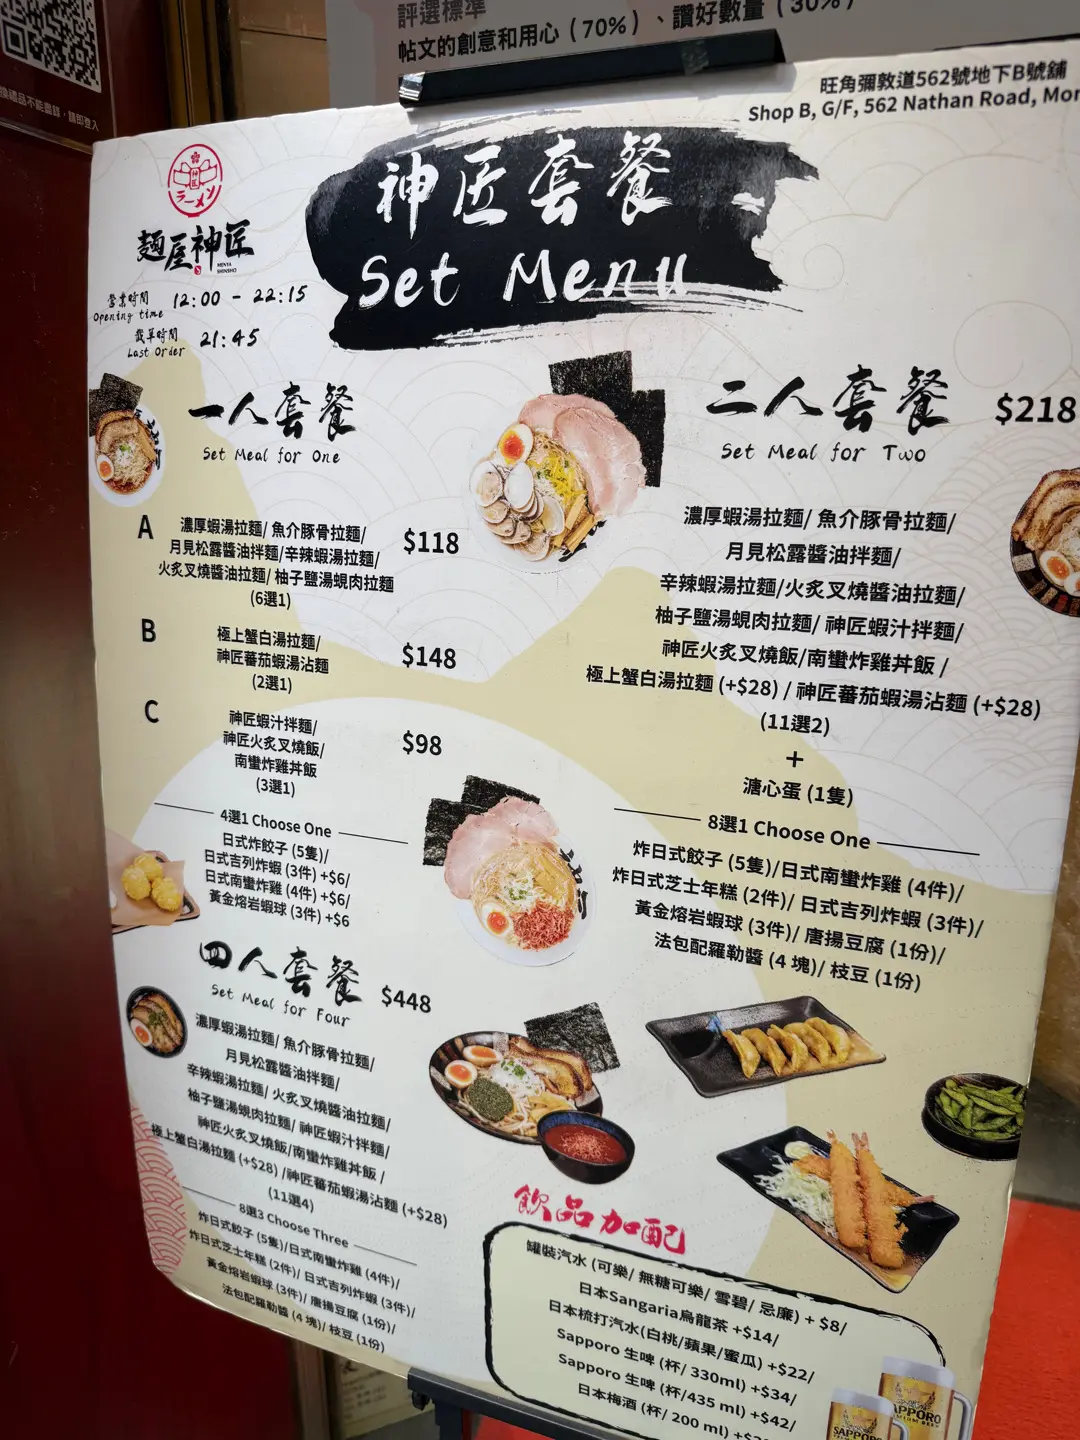 評選標準
帖文的創意和用心 (70%) 、讚好數量 (30%)
換禮品不能盡錄，請即登入
旺角彌敦道562號地下B號舖
Shop B, G/F, 562 Nathan Road, Mon
神匠套餐
Set Menu
神匠
ラーメン
麵屋神匠
MENYA
SHINSHO
營業時間 12:00 - 22:15
Opening time
截單時間 21:45
Last Order
一人套餐
Set Meal for One
A
濃厚蝦湯拉麵/ 魚介豚骨拉麵/
月見松露醬油拌麵/辛辣蝦湯拉麵/
火炙叉燒醬油拉麵/ 柚子鹽湯蜆肉拉麵
(6選1)
$118
B
極上蟹白湯拉麵/
神匠蕃茄蝦湯沾麵
(2選1)
$148
C
神匠蝦汁拌麵/
神匠火炙叉燒飯/
南蠻炸雞丼飯
(3選1)
$98
4選1 Choose One
日式炸餃子 (5隻)/
日式吉列炸蝦 (3件) +$6/
日式南蠻炸雞 (4件) +$6/
黃金熔岩蝦球 (3件) +$6
二人套餐 $218
Set Meal for Two
濃厚蝦湯拉麵/ 魚介豚骨拉麵/
月見松露醬油拌麵/
辛辣蝦湯拉麵/火炙叉燒醬油拉麵/
柚子鹽湯蜆肉拉麵/ 神匠蝦汁拌麵/
神匠火炙叉燒飯/南蠻炸雞丼飯 /
極上蟹白湯拉麵 (+$28) / 神匠蕃茄蝦湯沾麵 (+$28)
(11選2)
+
溏心蛋 (1隻)
8選1 Choose One
炸日式餃子 (5隻)/日式南蠻炸雞 (4件)/
炸日式芝士年糕 (2件)/ 日式吉列炸蝦 (3件)/
黃金熔岩蝦球 (3件)/ 唐揚豆腐 (1份)/
法包配羅勒醬 (4 塊)/ 枝豆 (1份)
四人套餐 $448
Set Meal for Four
濃厚蝦湯拉麵/ 魚介豚骨拉麵/
月見松露醬油拌麵/
辛辣蝦湯拉麵/ 火炙叉燒醬油拉麵/
柚子鹽湯蜆肉拉麵/ 神匠蝦汁拌麵/
神匠火炙叉燒飯/南蠻炸雞丼飯 /
極上蟹白湯拉麵 (+$28) /神匠蕃茄蝦湯沾麵 (+$28)
(11選4)
8選3 Choose Three
炸日式餃子 (5隻)/日式南蠻炸雞 (4件)/
炸日式芝士年糕 (2件)/ 日式吉列炸蝦 (3件)/
黃金熔岩蝦球 (3件)/ 唐揚豆腐 (1份)/
法包配羅勒醬 (4 塊)/ 枝豆 (1份)
飲品加配
罐裝汽水 (可樂/ 無糖可樂/ 雪碧/ 忌廉) + $8/
日本Sangaria烏龍茶 +$14/
日本梳打汽水(白桃/蘋果/蜜瓜) +$22/
Sapporo 生啤 (杯/ 330ml) +$34/
Sapporo 生啤 (杯/435 ml) +$42/
日本梅酒 (杯/ 200 ml)
SAPPORO
SAPPORO